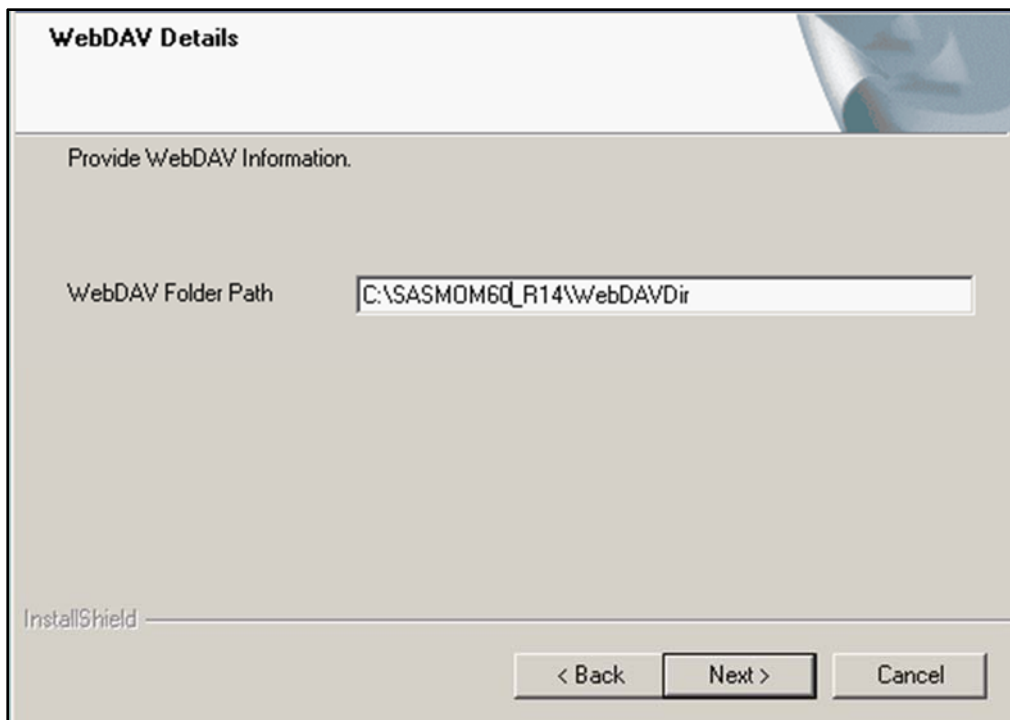 WebDAV Details
Provide WebDAV Information.
WebDAV Folder Path C:\SASMOM60_R14\WebDAVDir
InstallShield
< Back Next > Cancel